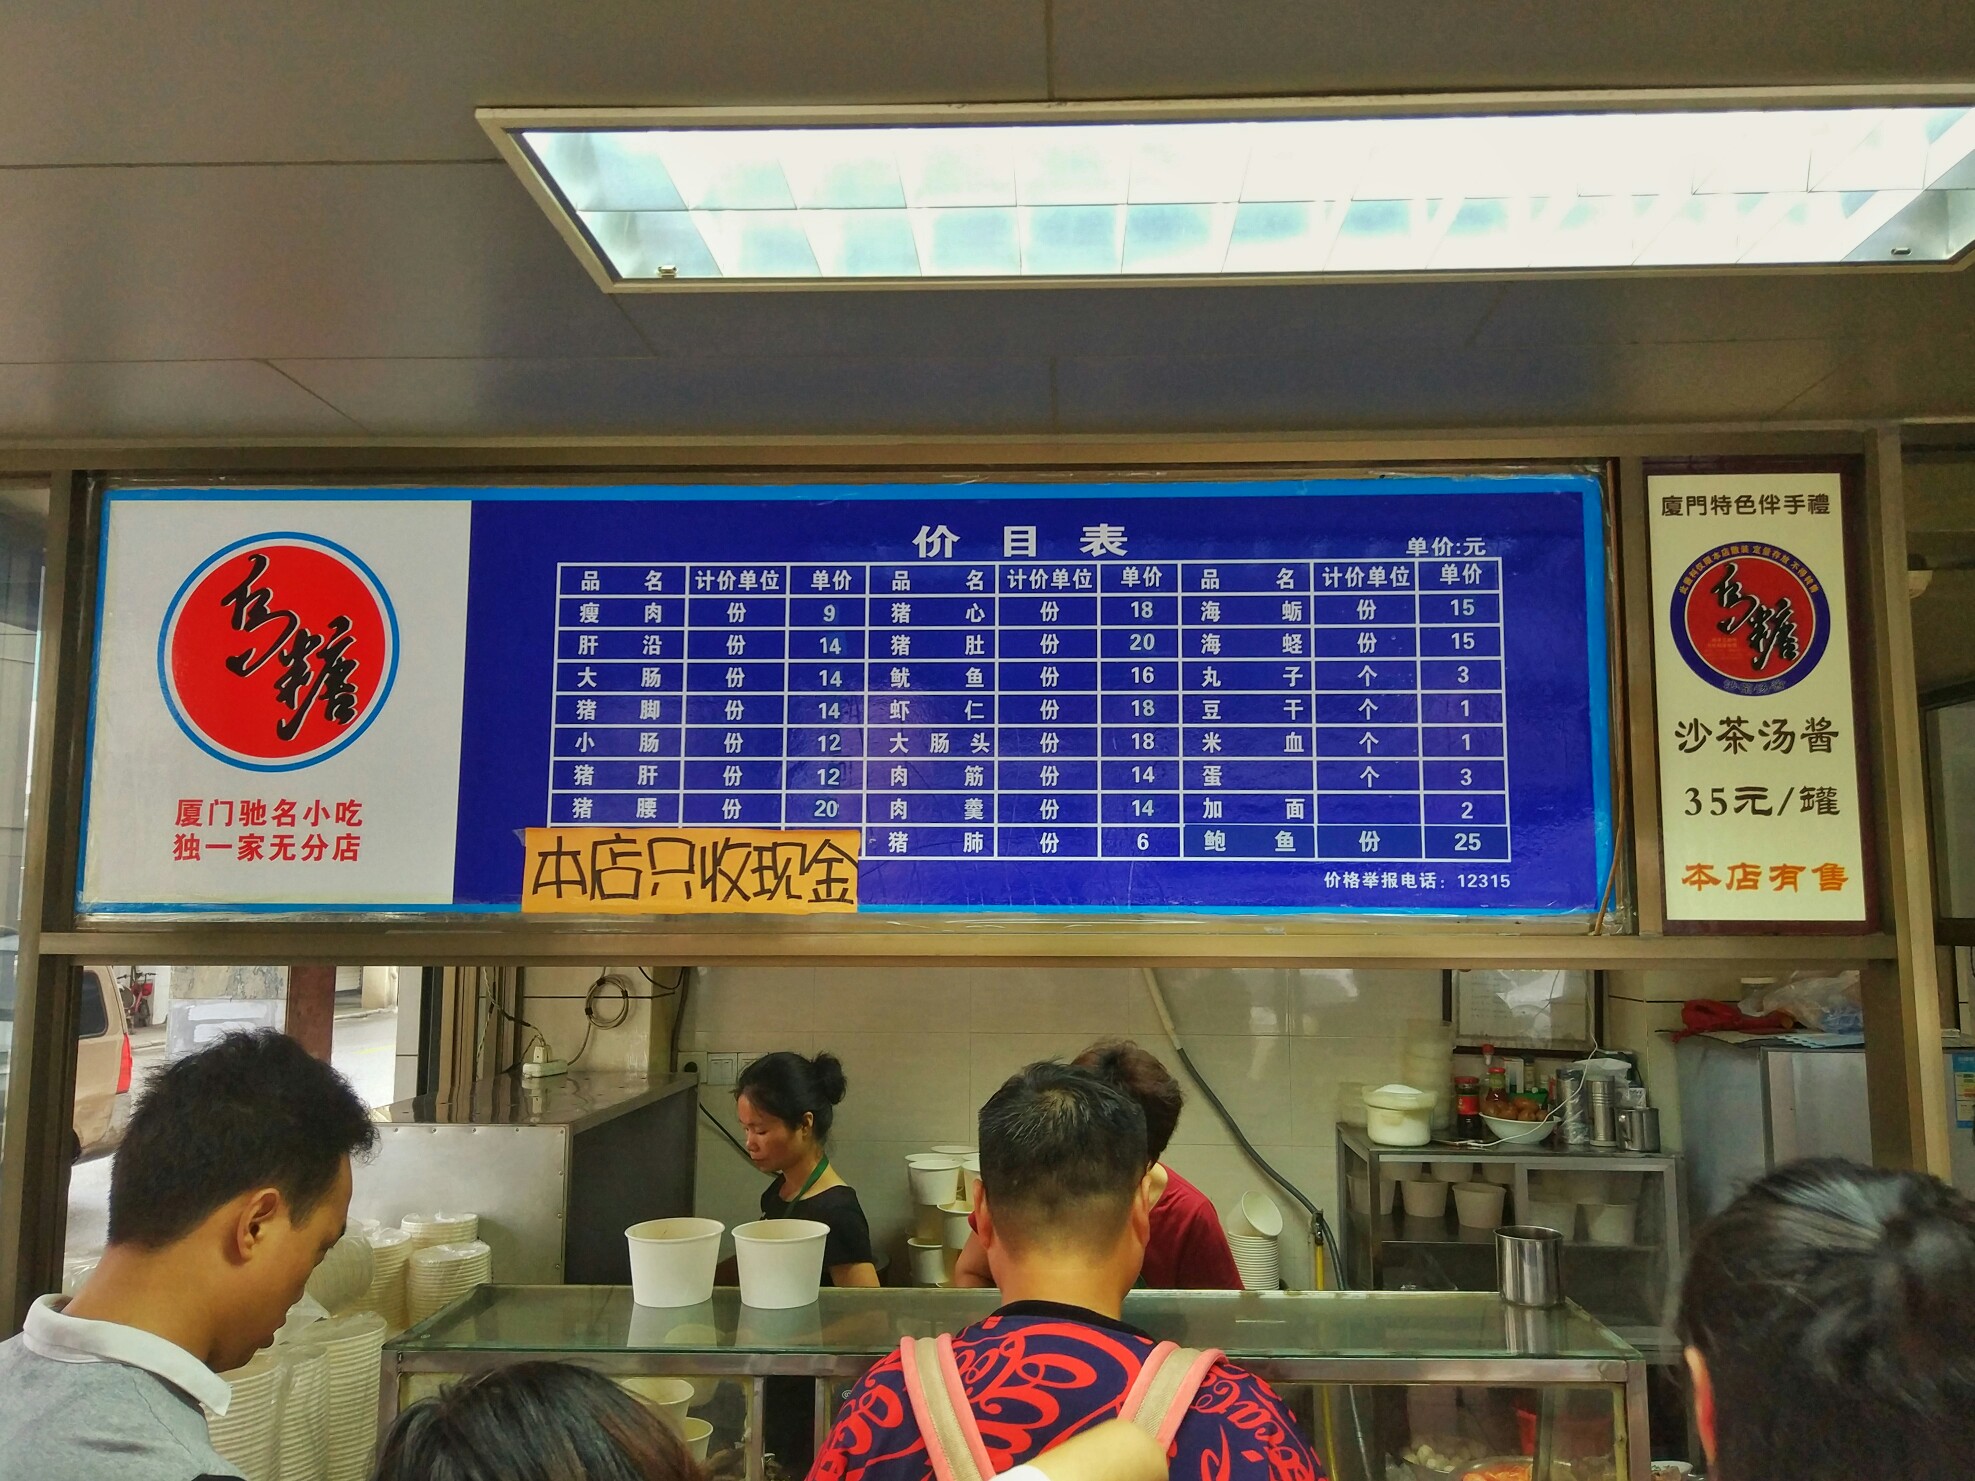 乌糖
厦门驰名小吃
独一家无分店
价目表
单价:元
品名 计价单位 单价 品名 计价单位 单价 品名 计价单位 单价
瘦肉 份 9 猪心 份 18 海蛎 份 15
肝沿 份 14 猪肚 份 20 海蛏 份 15
大肠 份 14 鱿鱼 份 16 丸子 个 3
猪脚 份 14 虾仁 份 18 豆干 个 1
小肠 份 12 大肠头 份 18 米血 个 1
猪肝 份 12 肉筋 份 14 蛋 个 3
猪腰 份 20 肉羹 份 14 加面 2
猪肺 份 6 鲍鱼 份 25
本店只收现金
价格举报电话：12315
廈門特色伴手禮
乌糖
沙茶汤酱
35元/罐
本店有售